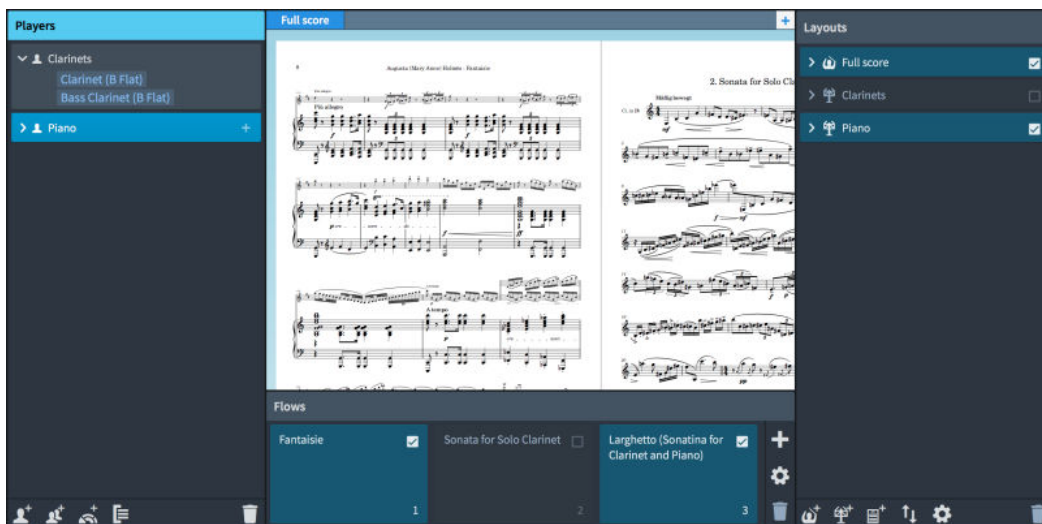 Players
Clarinets
Clarinet (B Flat)
Bass Clarinet (B Flat)
Piano
Full score
Augusta (Mary Anne) Holmès - Fantaisie
Più allegro
A tempo
2. Sonata for Solo Cla
Mäßig bewegt
Flows
Fantaisie
1
Sonata for Solo Clarinet
2
Larghetto (Sonatina for
Clarinet and Piano)
3
Layouts
Full score
Clarinets
Piano